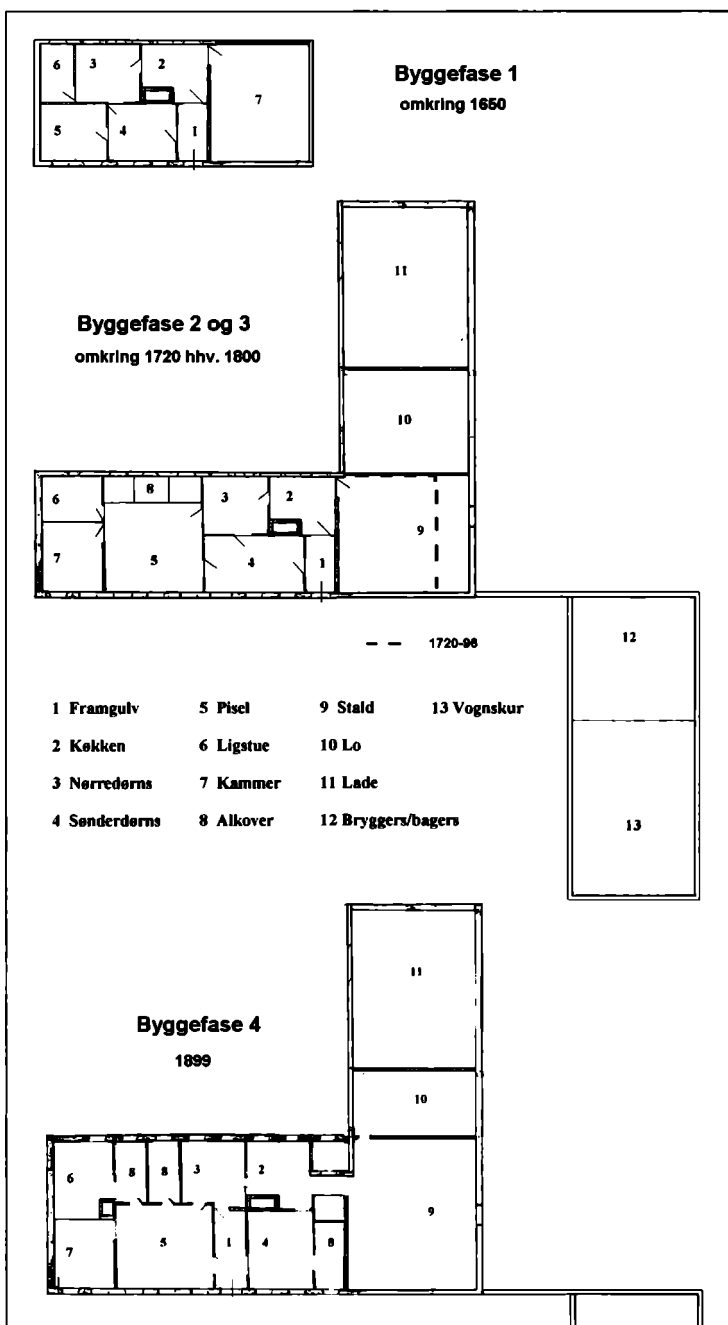 Byggefase 1
omkring 1650
6 3 2 7
5 4 1
11
Byggefase 2 og 3
omkring 1720 hhv. 1800
10
6 8 3 2
7 5 4 1 9
1720-96
12
13
1 Framgulv 5 Pisel 9 Stald 13 Vognskur
2 Køkken 6 Ligstue 10 Lo
3 Nørredørns 7 Kammer 11 Lade
4 Sønderdørns 8 Alkover 12 Bryggers/bagers
11
Byggefase 4
1899
10
6 8 8 3 2
7 5 1 4 8 9